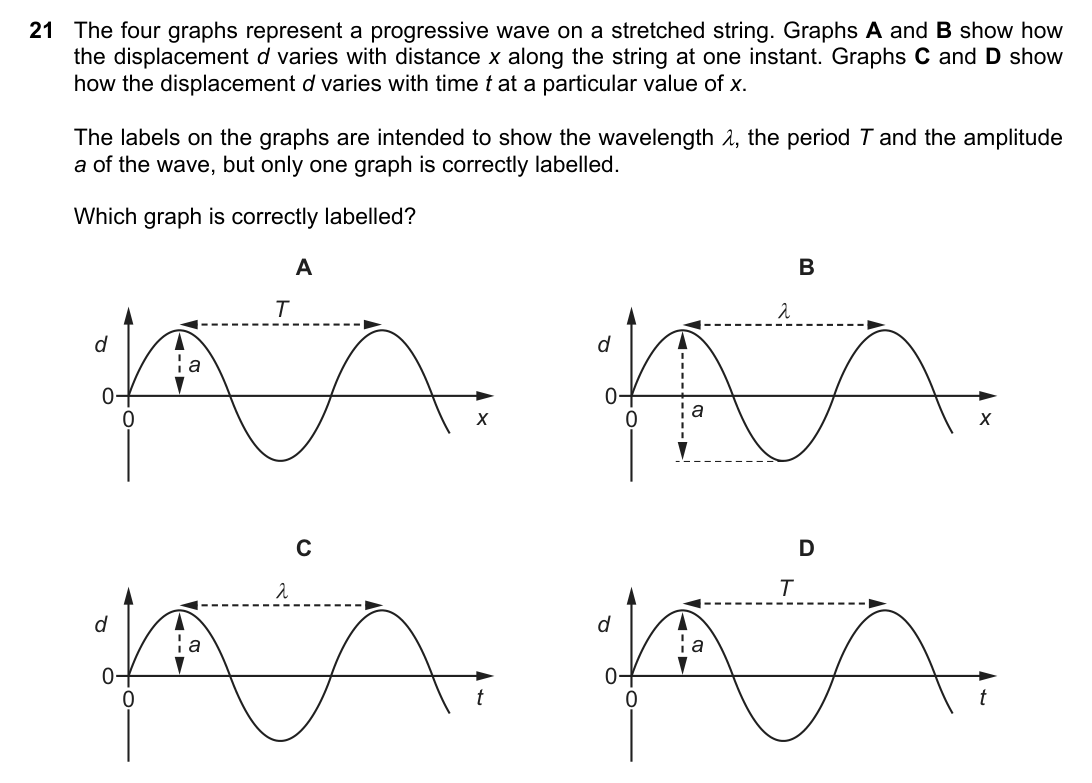 21 The four graphs represent a progressive wave on a stretched string. Graphs A and B show how
the displacement d varies with distance x along the string at one instant. Graphs C and D show
how the displacement d varies with time t at a particular value of x.
The labels on the graphs are intended to show the wavelength λ, the period T and the amplitude
a of the wave, but only one graph is correctly labelled.
Which graph is correctly labelled?
A
T
d
a
0
0
x
B
λ
d
0
a
0
x
C
λ
d
a
0
0
t
D
T
d
a
0
0
t